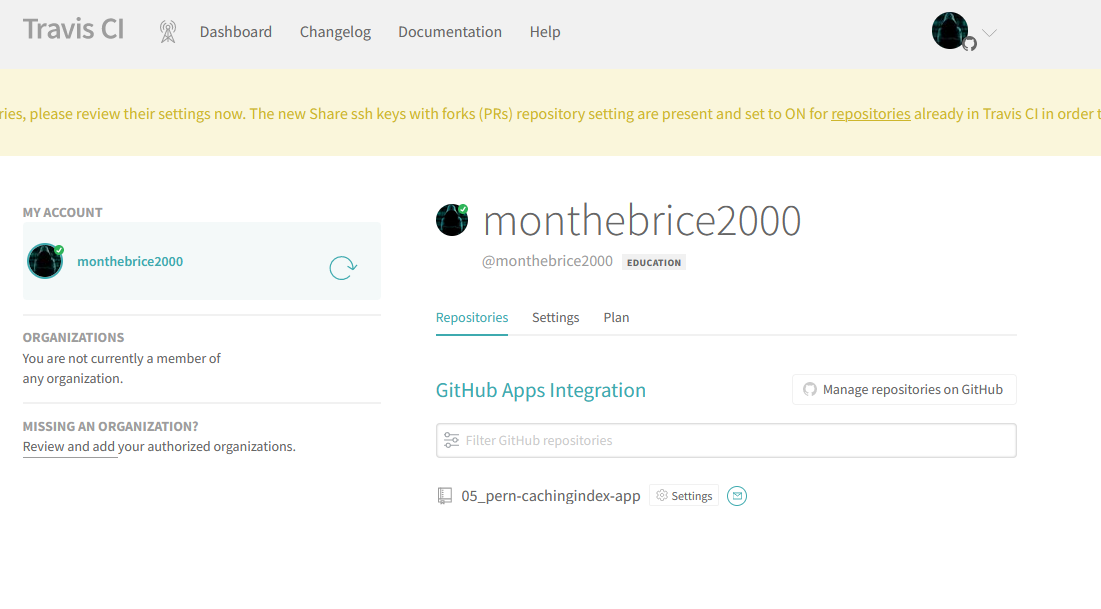 Travis CI
Dashboard
Changelog
Documentation
Help
ries, please review their settings now. The new Share ssh keys with forks (PRs) repository setting are present and set to ON for repositories already in Travis CI in order
MY ACCOUNT
monthebrice2000
ORGANIZATIONS
You are not currently a member of
any organization.
MISSING AN ORGANIZATION?
Review and add your authorized organizations.
monthebrice2000
@monthebrice2000 EDUCATION
Repositories
Settings
Plan
GitHub Apps Integration
Manage repositories on GitHub
Filter GitHub repositories
05_pern-cachingindex-app
Settings